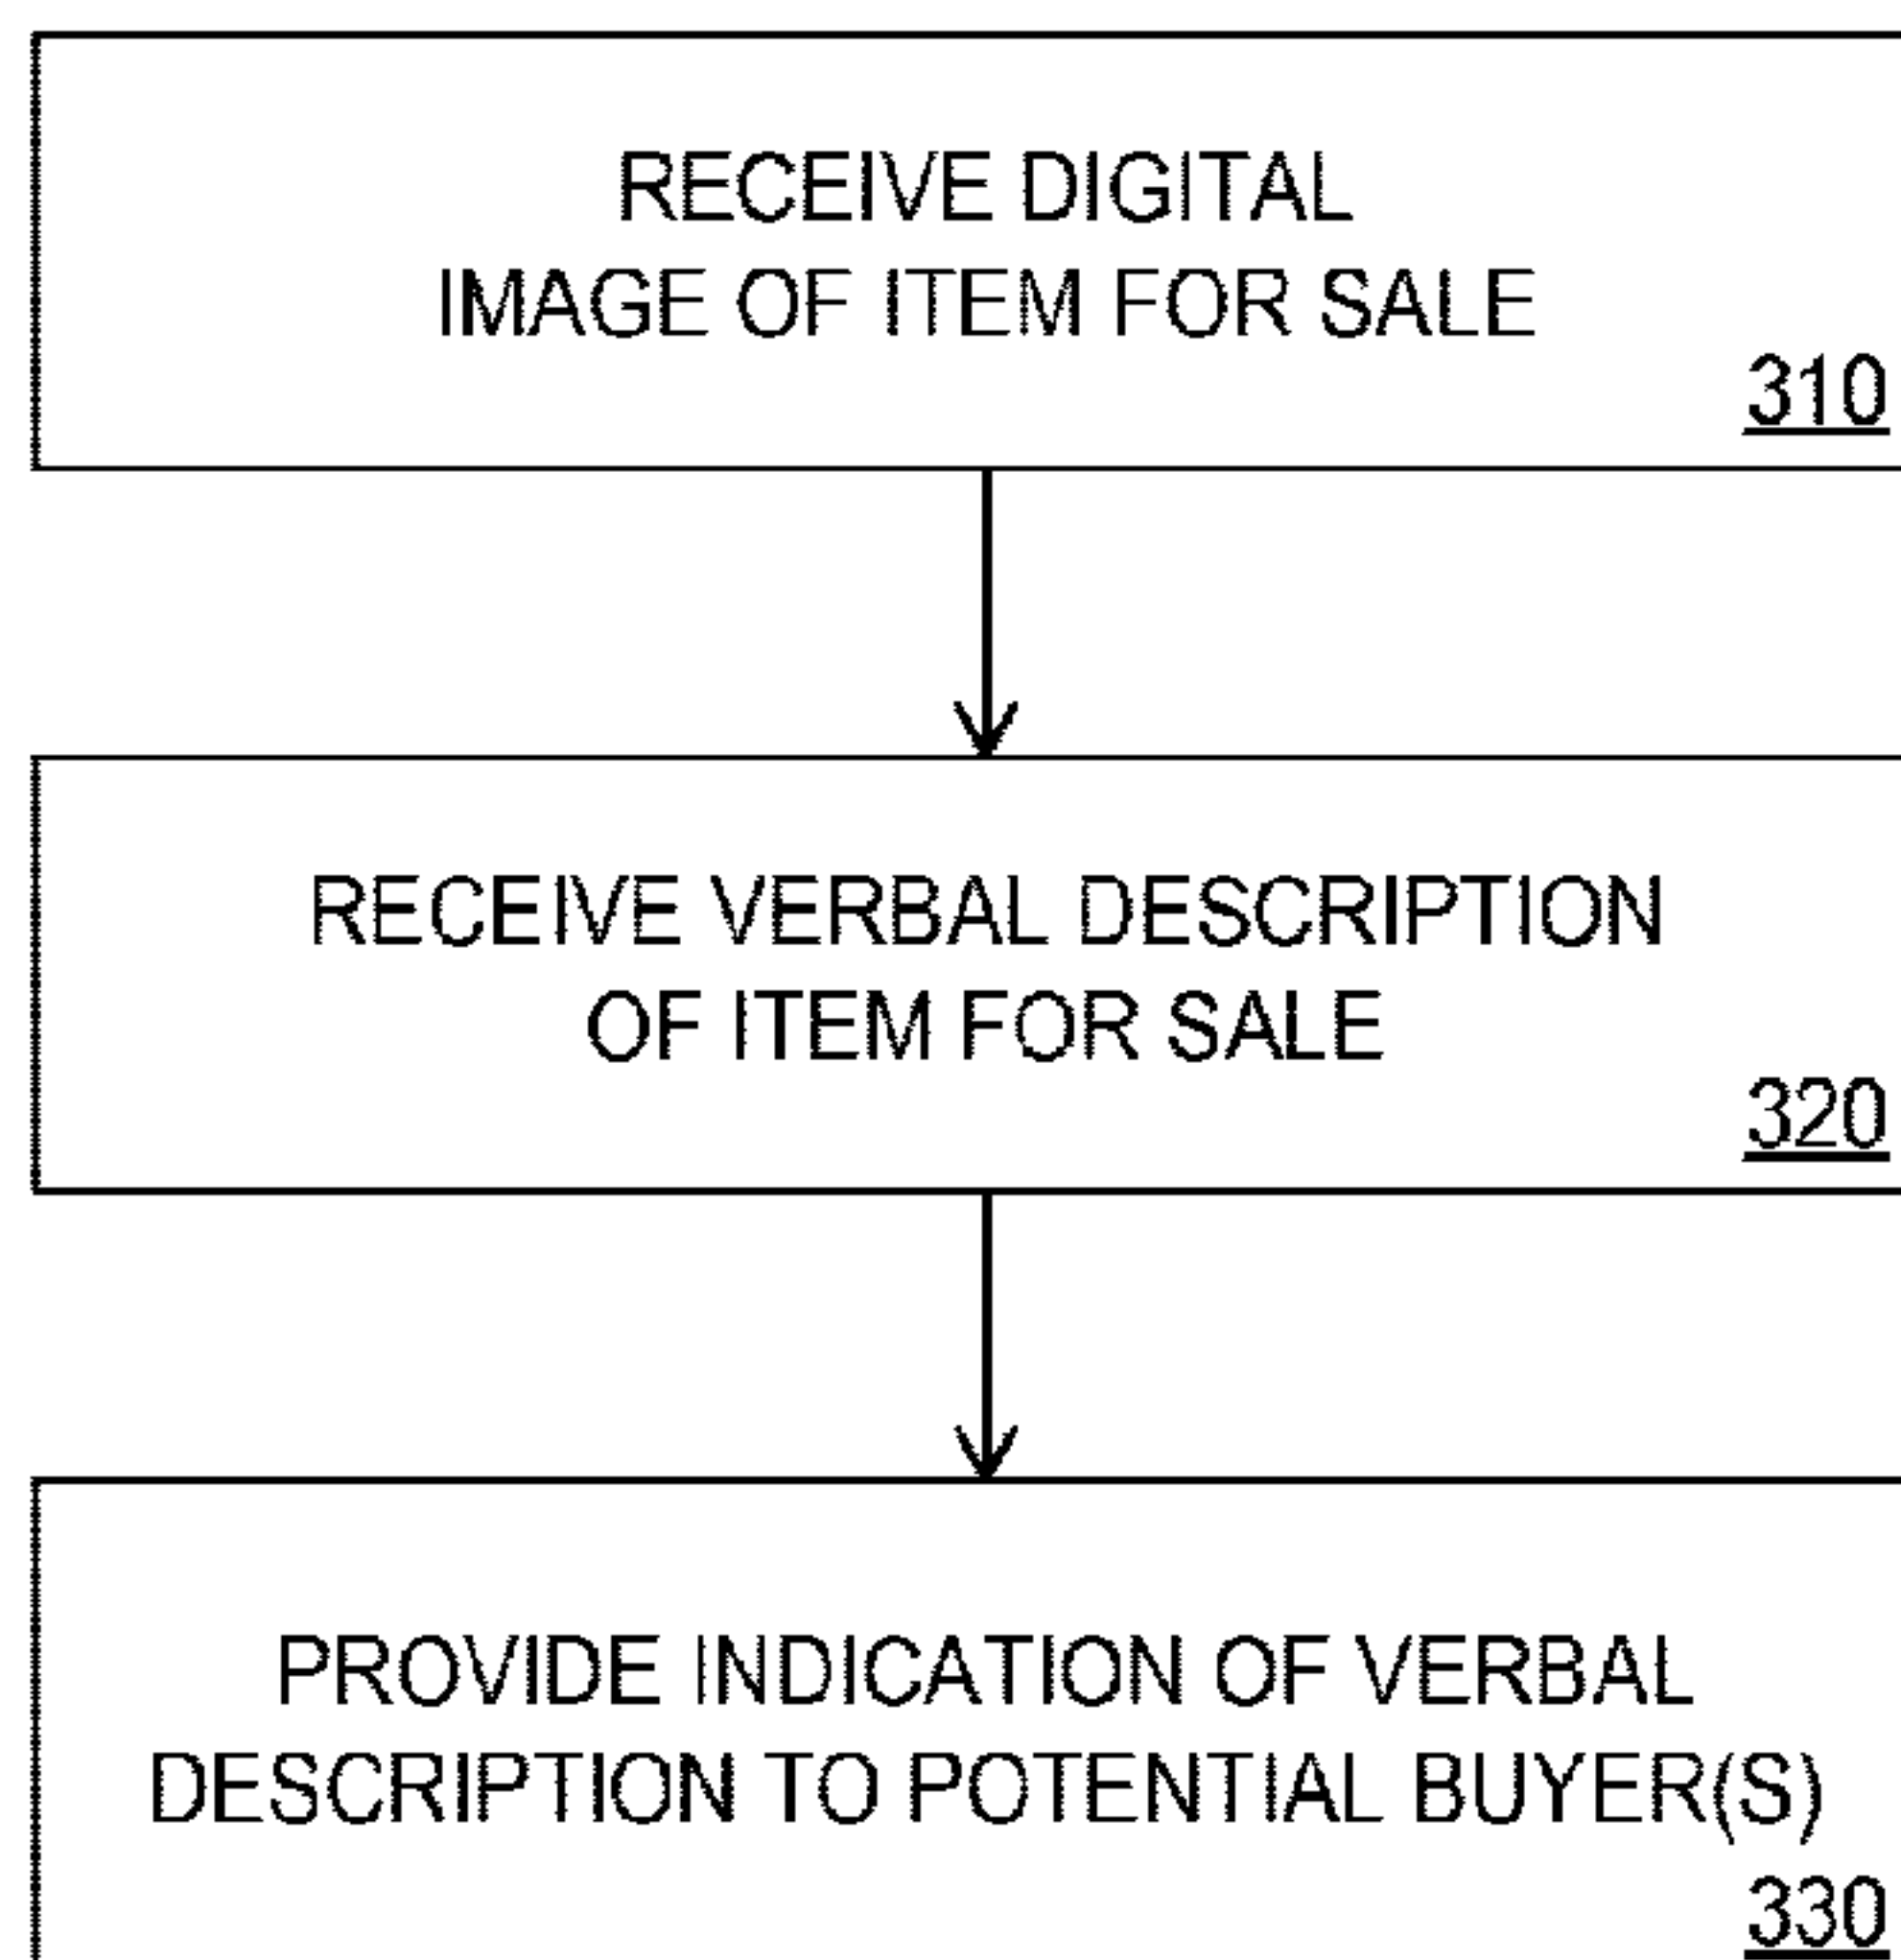 RECEIVE DIGITAL
IMAGE OF ITEM FOR SALE
310
RECEIVE VERBAL DESCRIPTION
OF ITEM FOR SALE
320
PROVIDE INDICATION OF VERBAL
DESCRIPTION TO POTENTIAL BUYER(S)
330